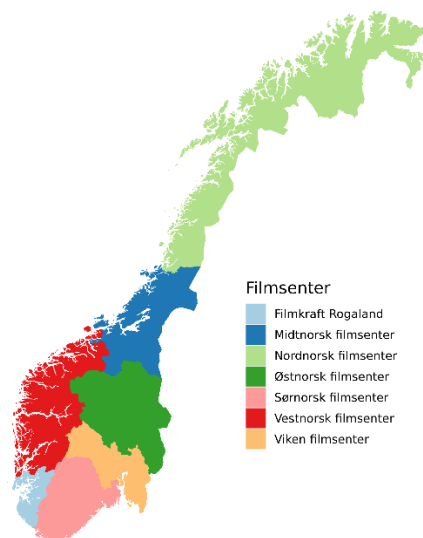 Filmsenter
Filmkraft Rogaland
Midtnorsk filmsenter
Nordnorsk filmsenter
Østnorsk filmsenter
Sørnorsk filmsenter
Vestnorsk filmsenter
Viken filmsenter